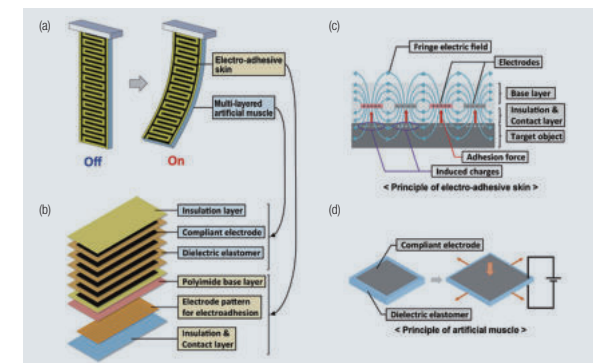 (a)
Off
On
Electro-adhesive
skin
Multi-layered
artificial muscle
(b)
Insulation layer
Compliant electrode
Dielectric elastomer
Polyimide base layer
Electrode pattern
for electroadhesion
Insulation &
Contact layer
(c)
Fringe electric field
Electrodes
Base layer
Insulation &
Contact layer
Target object
Adhesion force
Induced charges
< Principle of electro-adhesive skin >
(d)
Compliant electrode
Dielectric elastomer
< Principle of artificial muscle >